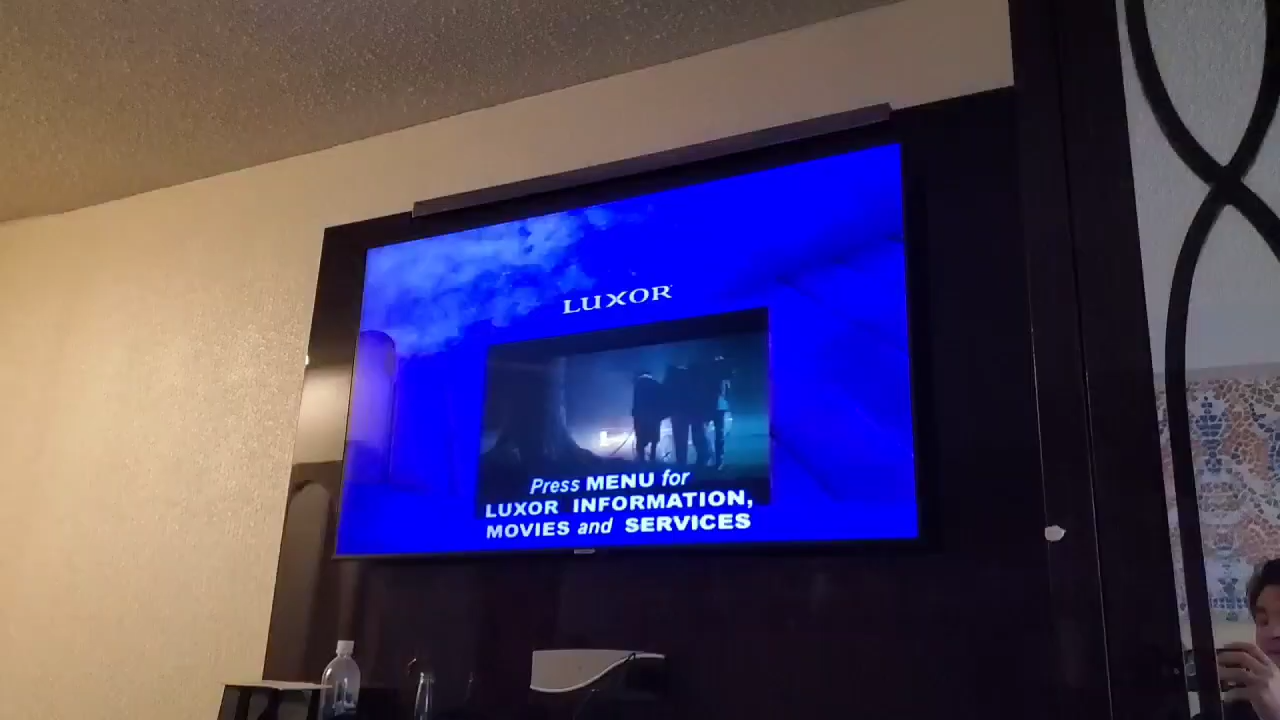 LUXOR
Press MENU for
LUXOR INFORMATION,
MOVIES and SERVICES